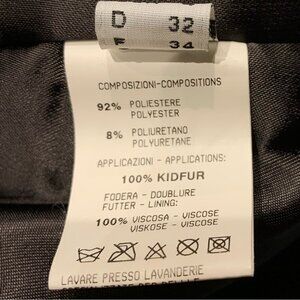 D 32
F 34
COMPOSIZIONI-COMPOSITIONS
92% POLIESTERE
POLYESTER
8% POLIURETANO
POLYURETANE
APPLICAZIONI - APPLICATIONS:
100% KIDFUR
FODERA - DOUBLURE
FUTTER - LINING:
100% VISCOSA - VISCOSE
VISKOSE - VISCOSE
LAVARE PRESSO LAVANDERIE